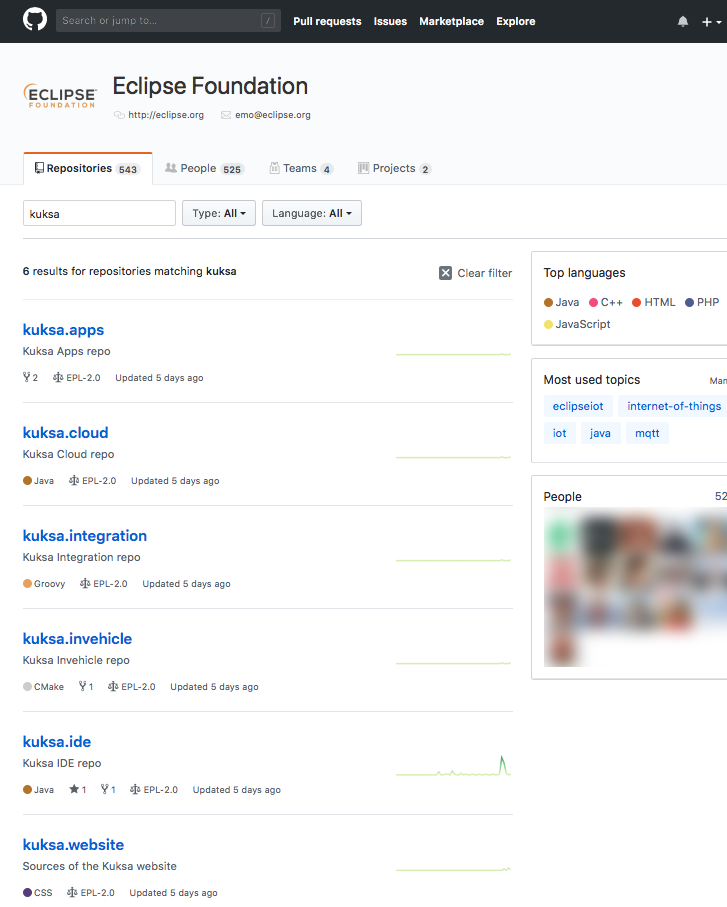 Search or jump to... / Pull requests Issues Marketplace Explore
ECLIPSE FOUNDATION
Eclipse Foundation
http://eclipse.org emo@eclipse.org
Repositories 543 People 525 Teams 4 Projects 2
kuksa Type: All Language: All
6 results for repositories matching kuksa Clear filter
kuksa.apps
Kuksa Apps repo
2 EPL-2.0 Updated 5 days ago
kuksa.cloud
Kuksa Cloud repo
Java EPL-2.0 Updated 5 days ago
kuksa.integration
Kuksa Integration repo
Groovy EPL-2.0 Updated 5 days ago
kuksa.invehicle
Kuksa Invehicle repo
CMake 1 EPL-2.0 Updated 5 days ago
kuksa.ide
Kuksa IDE repo
Java 1 1 EPL-2.0 Updated 5 days ago
kuksa.website
Sources of the Kuksa website
CSS EPL-2.0 Updated 5 days ago
Top languages
Java C++ HTML PHP
JavaScript
Most used topics Man
eclipseiot internet-of-things
iot java mqtt
People 52